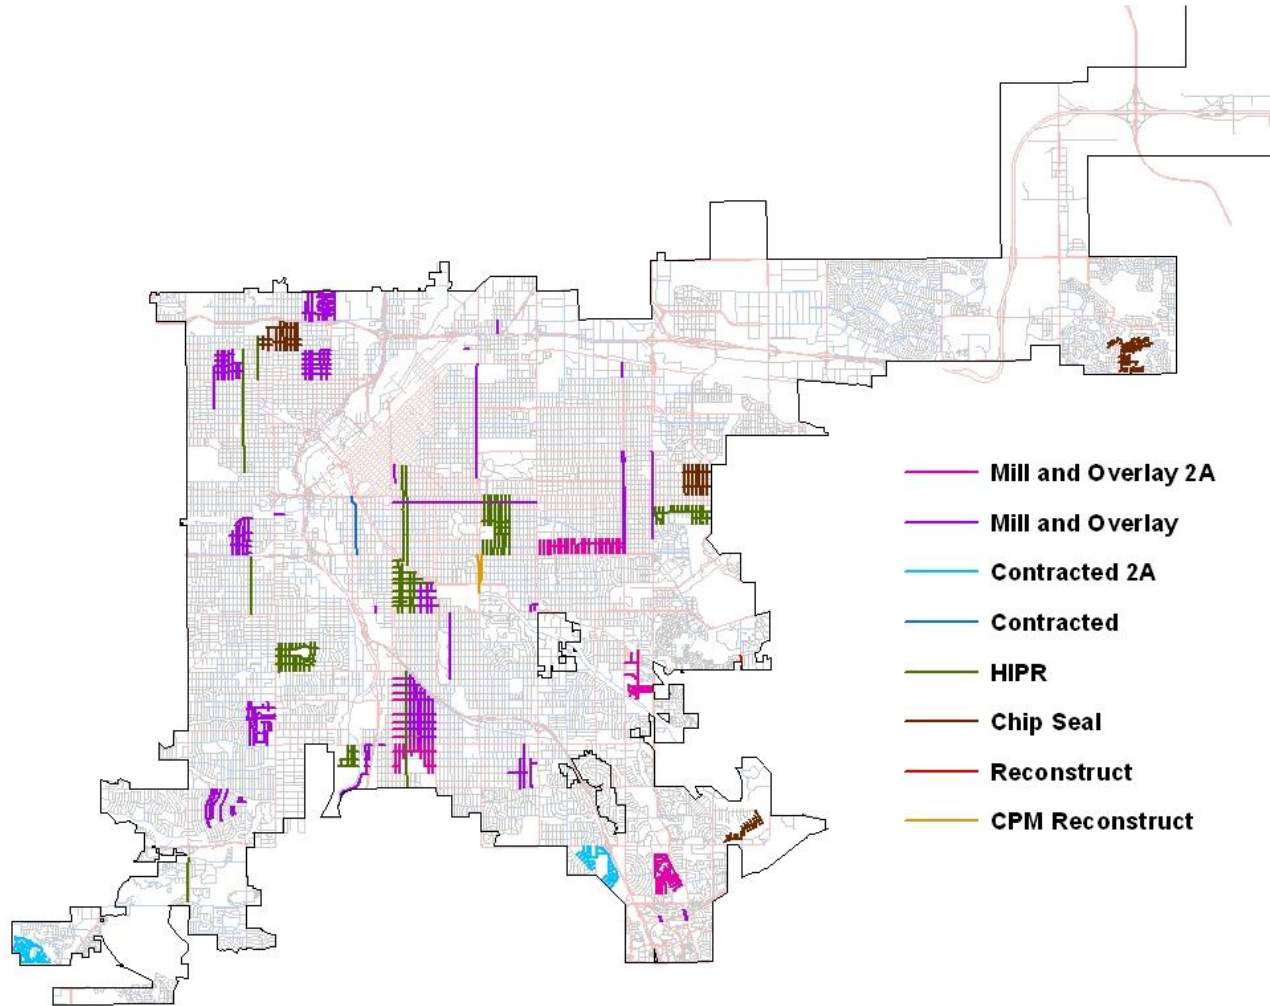 Mill and Overlay 2A
Mill and Overlay
Contracted 2A
Contracted
HIPR
Chip Seal
Reconstruct
CPM Reconstruct